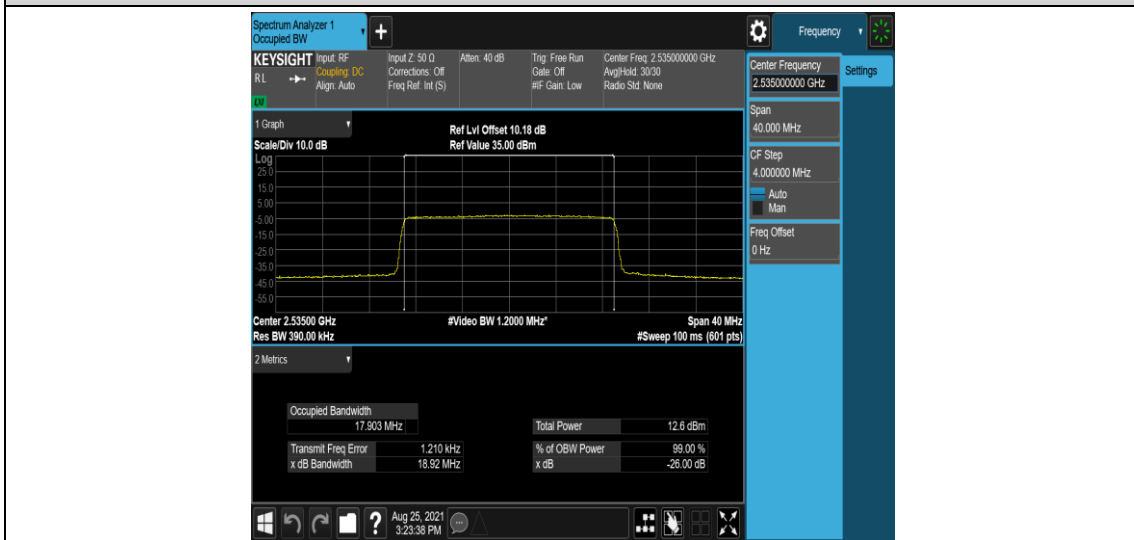 Spectrum Analyzer 1
Occupied BW
+
Frequency
KEYSIGHT Input: RF
RL Coupling: DC
Align: Auto
LXI
Input Z: 50 Ω
Corrections: Off
Freq Ref: Int (S)
Atten: 40 dB
Trig: Free Run
Gate: Off
#IF Gain: Low
Center Freq: 2.535000000 GHz
Avg|Hold: 30/30
Radio Std: None
Center Frequency
2.535000000 GHz
Settings
Span
40.000 MHz
CF Step
4.000000 MHz
Auto
Man
Freq Offset
0 Hz
1 Graph
Scale/Div 10.0 dB
Ref Lvl Offset 10.18 dB
Ref Value 35.00 dBm
Log
25.0
15.0
5.00
-5.00
-15.0
-25.0
-35.0
-45.0
-55.0
Center 2.53500 GHz
#Video BW 1.2000 MHz*
Span 40 MHz
Res BW 390.00 kHz
#Sweep 100 ms (601 pts)
2 Metrics
Occupied Bandwidth
17.903 MHz
Total Power 12.6 dBm
Transmit Freq Error 1.210 kHz
% of OBW Power 99.00 %
x dB Bandwidth 18.92 MHz
x dB -26.00 dB
?
Aug 25, 2021
3:23:38 PM